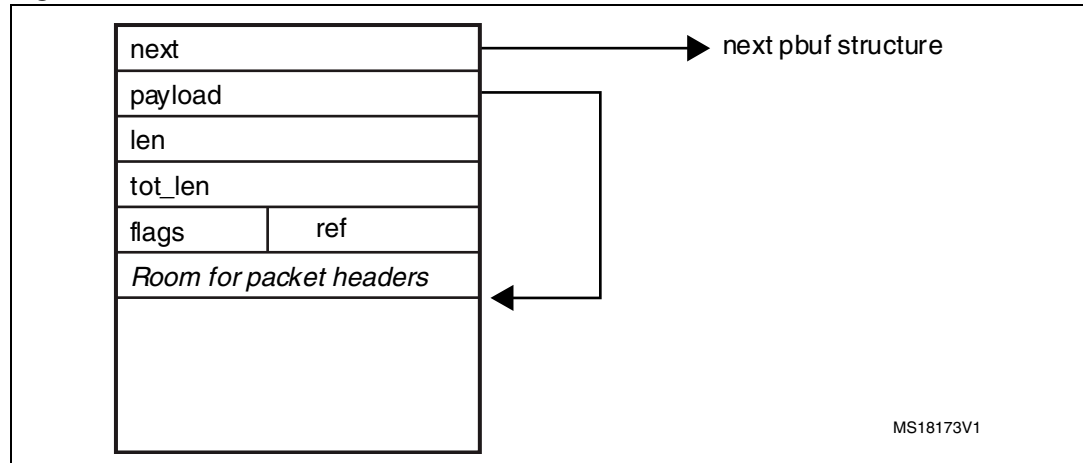 next
next pbuf structure
payload
len
tot_len
flags
ref
Room for packet headers
MS18173V1